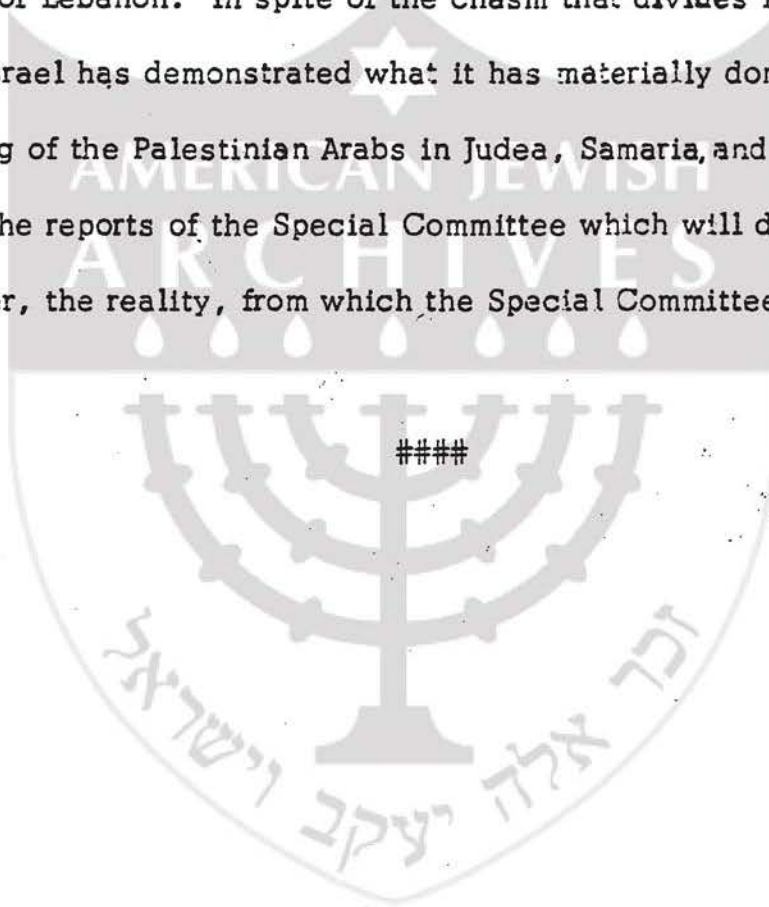 of Lebanon. In spite of the chasm that divides
rael has demonstrated what it has materially
g of the Palestinian Arabs in Judea, Samaria, and
AMERICAN JEWISH
he reports of the Special Committee which will d
ARCHIVES
r, the reality, from which the Special Committee
####
זכר אלה יעקב וישראל